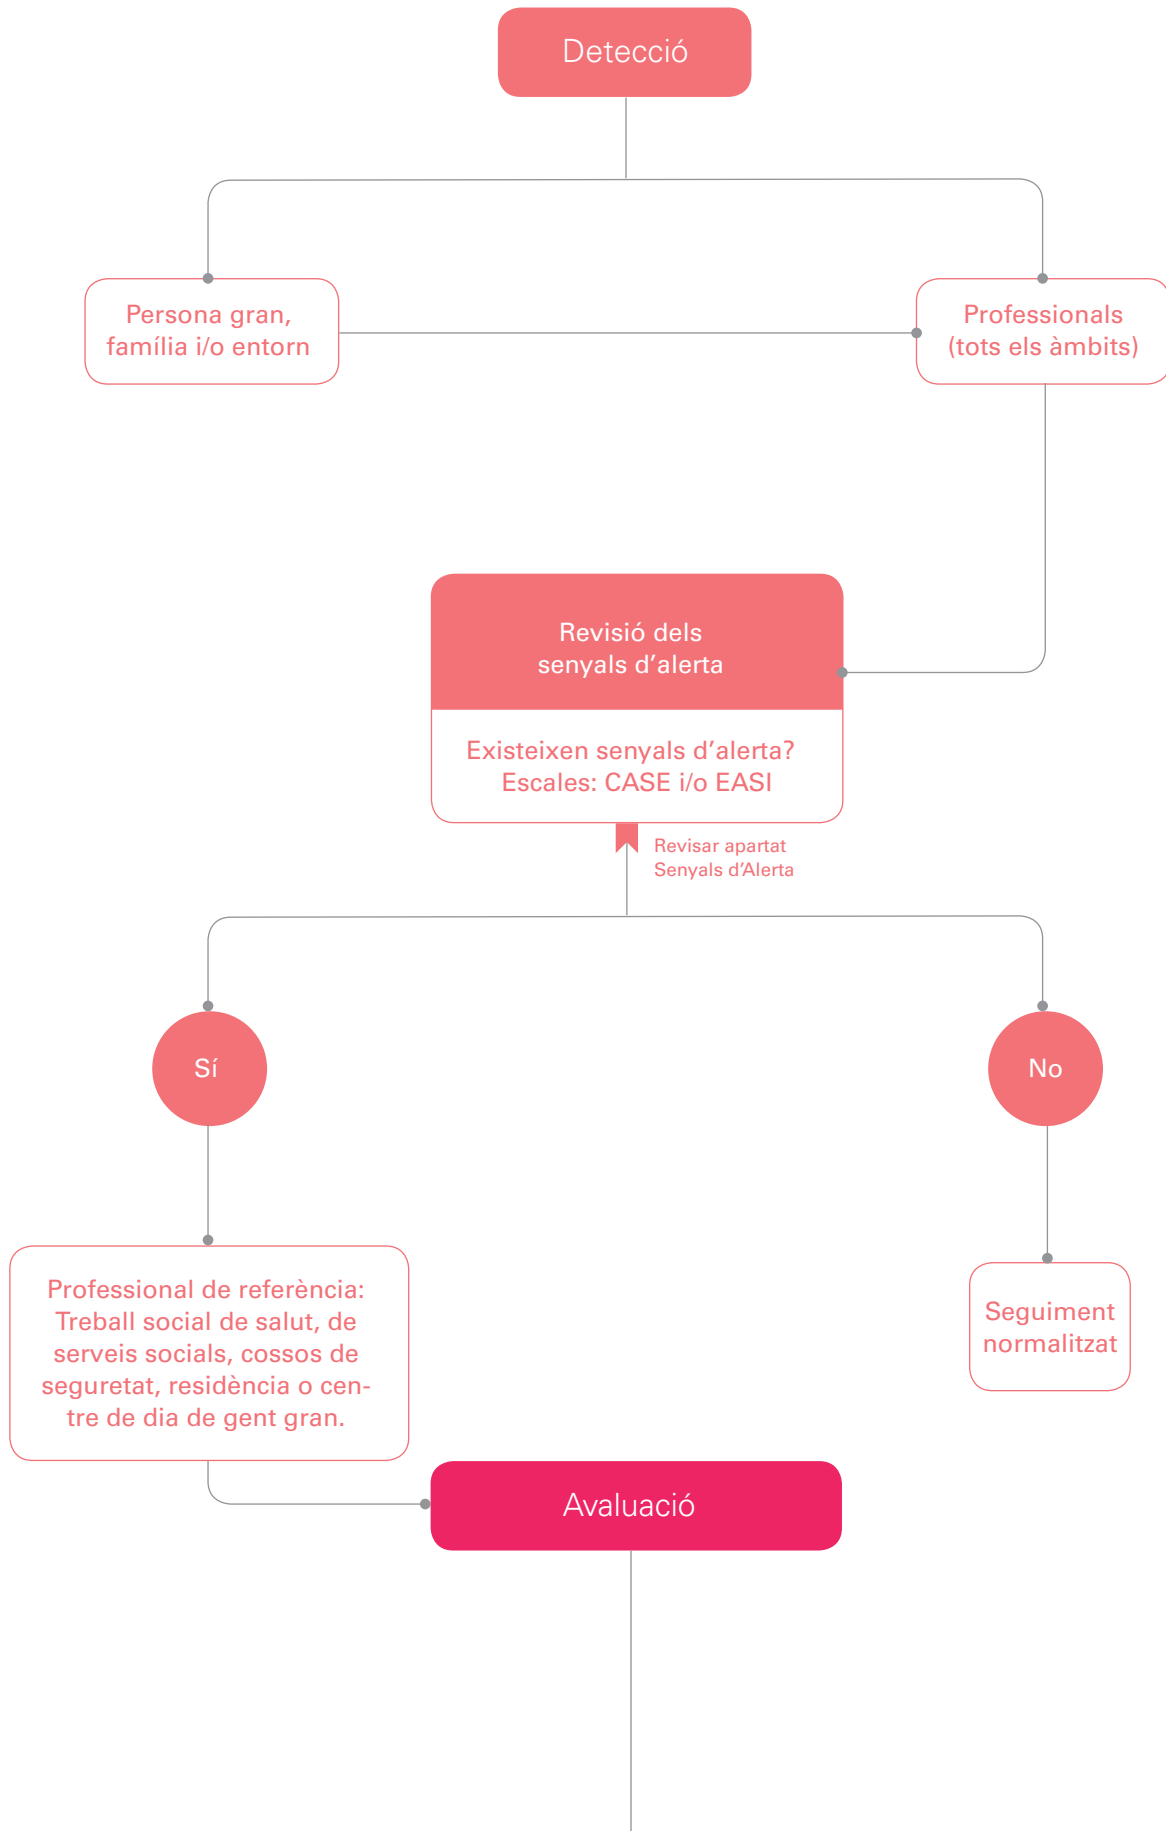 Detecció
Persona gran,
família i/o entorn
Professionals
(tots els àmbits)
Revisió dels
senyals d’alerta
Existeixen senyals d’alerta?
Escales: CASE i/o EASI
Revisar apartat
Senyals d’Alerta
Sí
No
Professional de referència:
Treball social de salut, de
serveis socials, cossos de
seguretat, residència o cen-
tre de dia de gent gran.
Seguiment
normalitzat
Avaluació